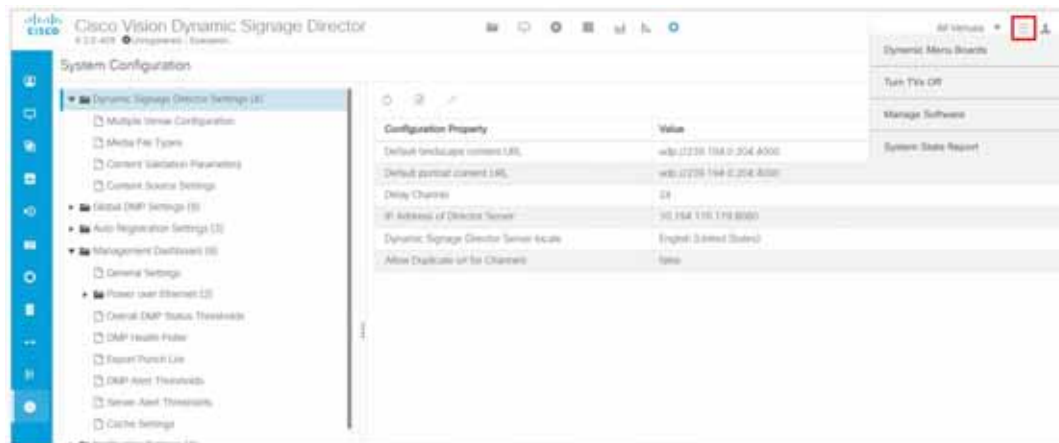 CISCO
Cisco Vision Dynamic Signage Director
All Venues
System Configuration
Dynamic Menu Boards
Turn TVs Off
Manage Software
System State Report
Dynamic Signage Director Settings (4)
Multiple Venue Configuration
Media File Types
Content Validation Parameters
Content Source Settings
Global DMP Settings (9)
Auto Registration Settings (3)
Management Dashboard (8)
General Settings
Power over Ethernet (2)
Overall DMP Status Thresholds
DMP Health Poller
Export Punch List
DMP Alert Thresholds
Server Alert Thresholds
Cache Settings
Configuration Property Value
Default landscape content URL
Default portrait content URL
Delay Channel 24
IP Address of Director Server
Dynamic Signage Director Server locale English (United States)
Allow Duplicate url for Channels false